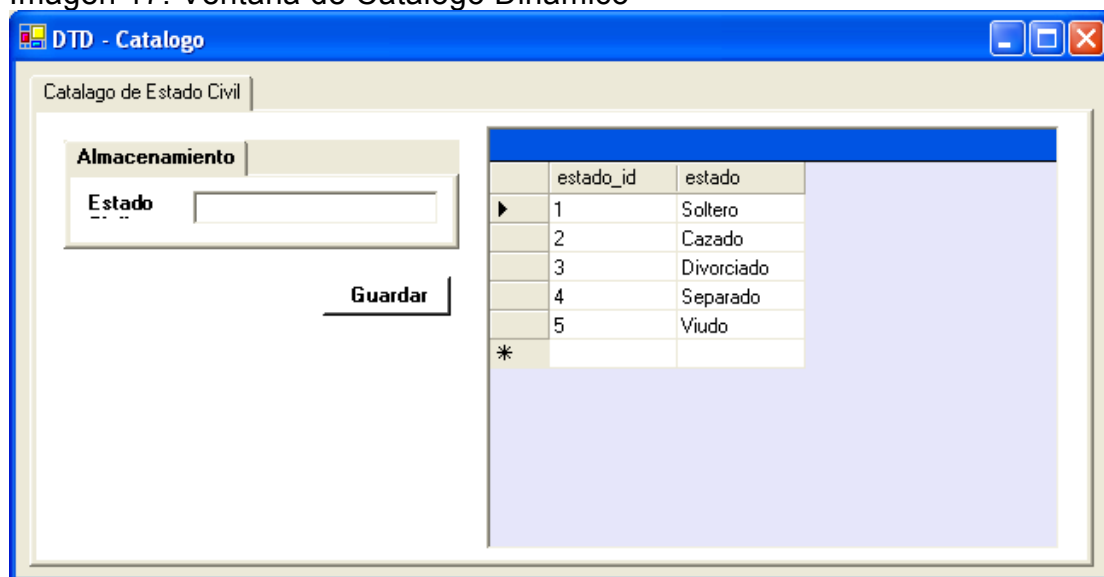 Imagen 17. Ventana de Catalogo Dinámico
DTD - Catalogo
Catalago de Estado Civil
Almacenamiento
Estado
Guardar
estado_id estado
1 Soltero
2 Cazado
3 Divorciado
4 Separado
5 Viudo
*